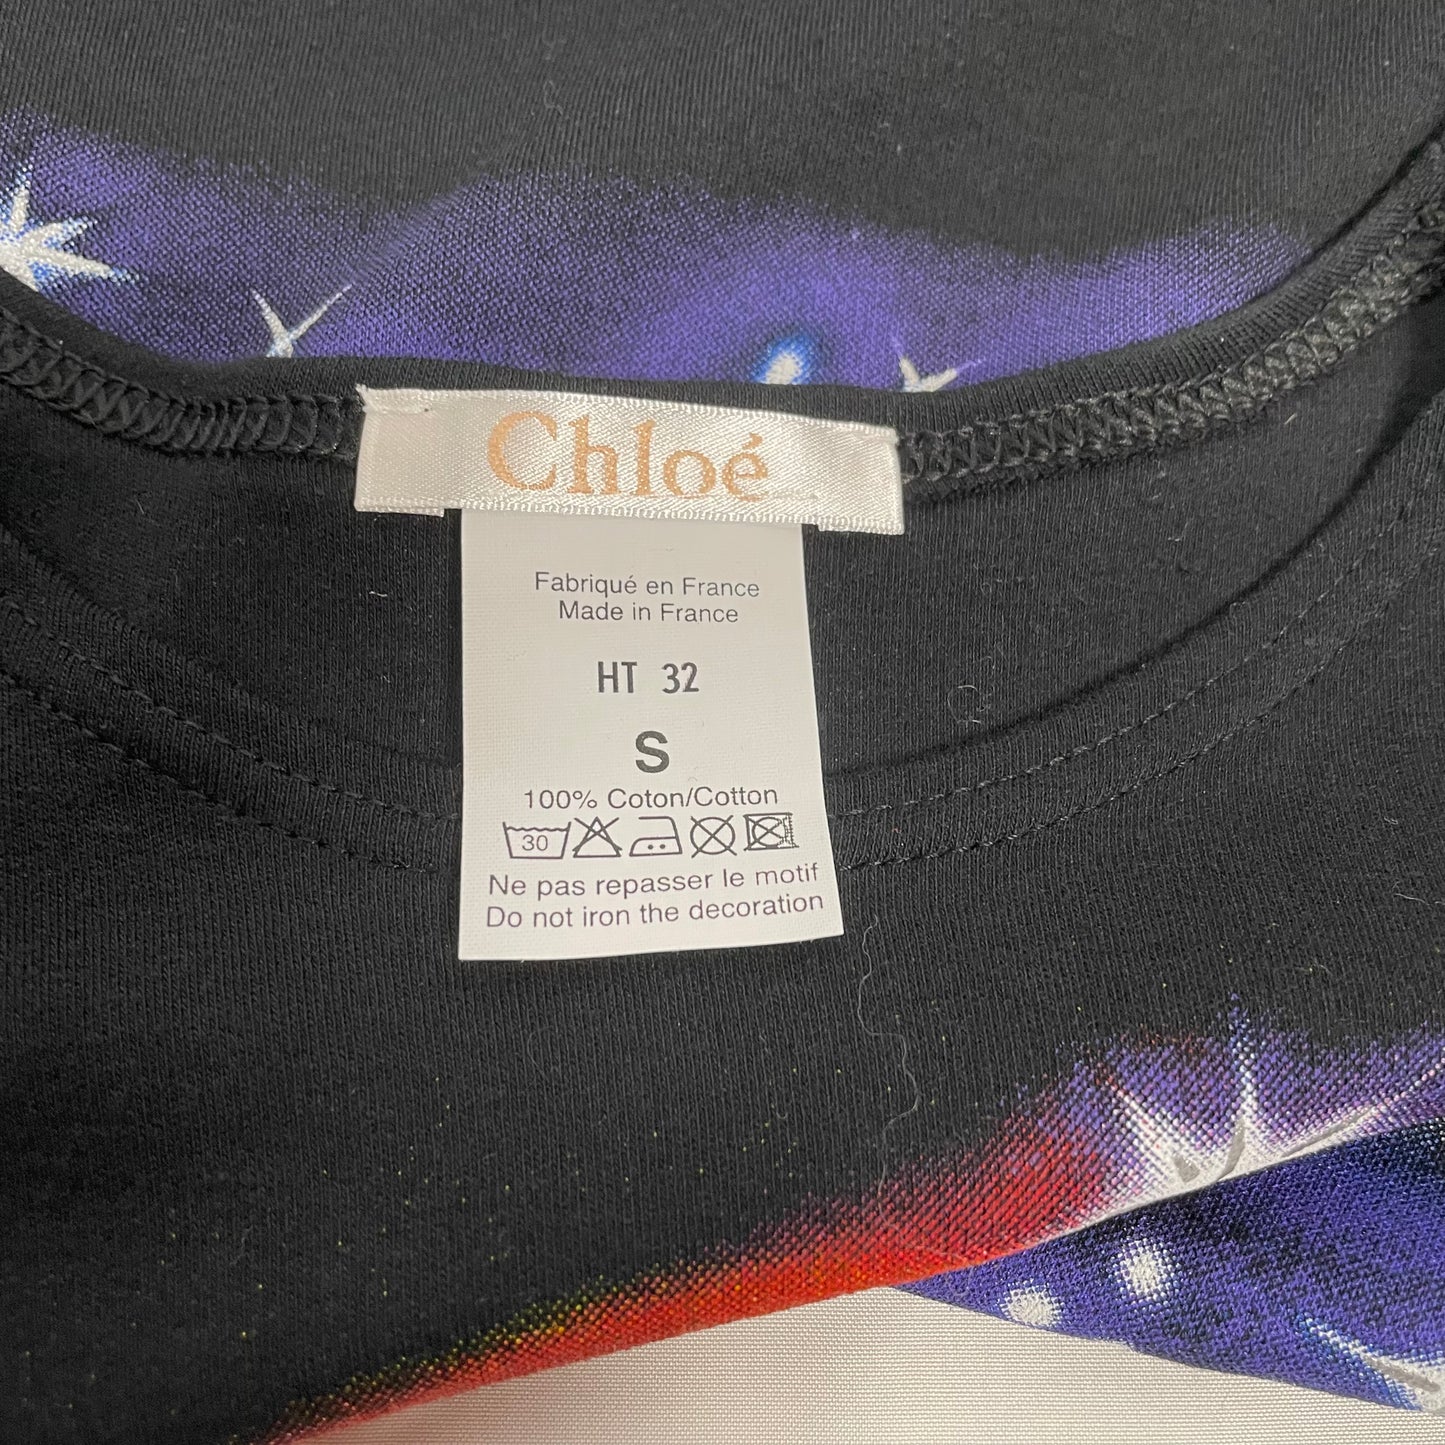 Chloé
Fabriqué en France
Made in France
HT 32
S
100% Coton/Cotton
30
Ne pas repasser le motif
Do not iron the decoration